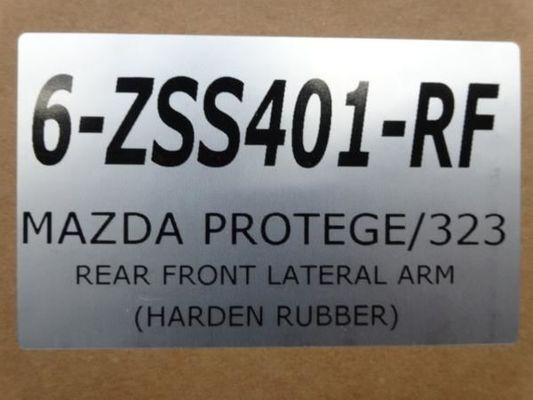 6-ZSS401-RF
MAZDA PROTEGE/323
REAR FRONT LATERAL ARM
(HARDEN RUBBER)